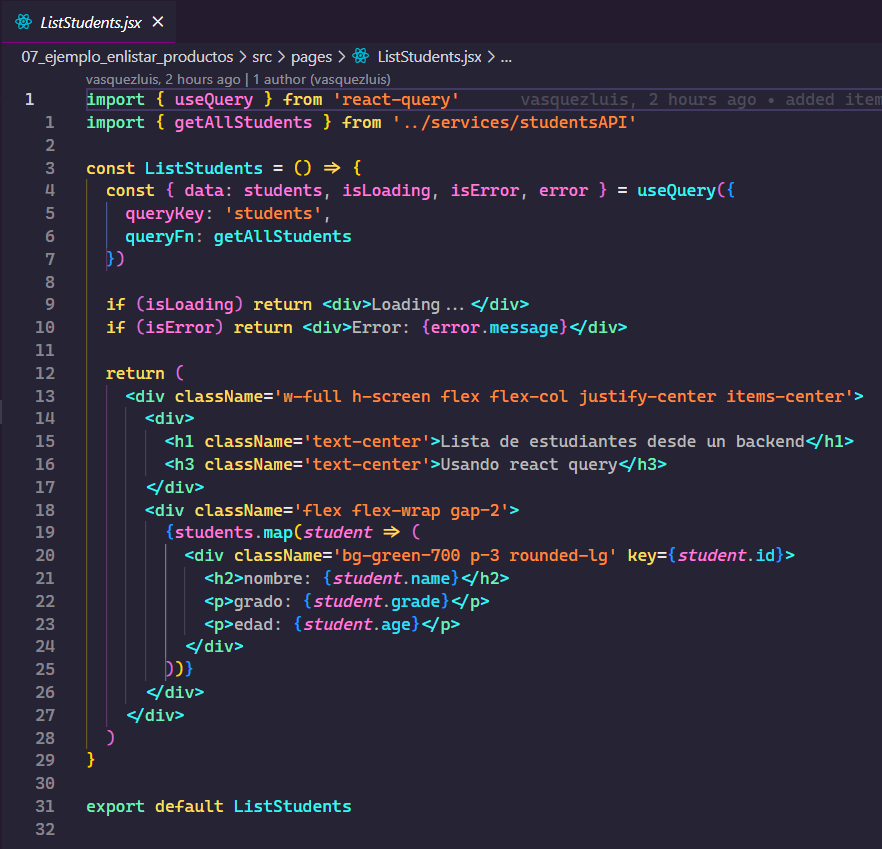 ListStudents.jsx ×
07_ejemplo_enlistar_productos > src > pages > ListStudents.jsx > ...
vasquezluis, 2 hours ago | 1 author (vasquezluis)
1 import { useQuery } from 'react-query' vasquezluis, 2 hours ago • added item
1 import { getAllStudents } from '../services/studentsAPI'
2
3 const ListStudents = () => {
4 const { data: students, isLoading, isError, error } = useQuery({
5 queryKey: 'students',
6 queryFn: getAllStudents
7 })
8
9 if (isLoading) return <div>Loading...</div>
10 if (isError) return <div>Error: {error.message}</div>
11
12 return (
13 <div className='w-full h-screen flex flex-col justify-center items-center'>
14 <div>
15 <h1 className='text-center'>Lista de estudiantes desde un backend</h1>
16 <h3 className='text-center'>Usando react query</h3>
17 </div>
18 <div className='flex flex-wrap gap-2'>
19 {students.map(student => (
20 <div className='bg-green-700 p-3 rounded-lg' key={student.id}>
21 <h2>nombre: {student.name}</h2>
22 <p>grado: {student.grade}</p>
23 <p>edad: {student.age}</p>
24 </div>
25 ))}
26 </div>
27 </div>
28 )
29 }
30
31 export default ListStudents
32